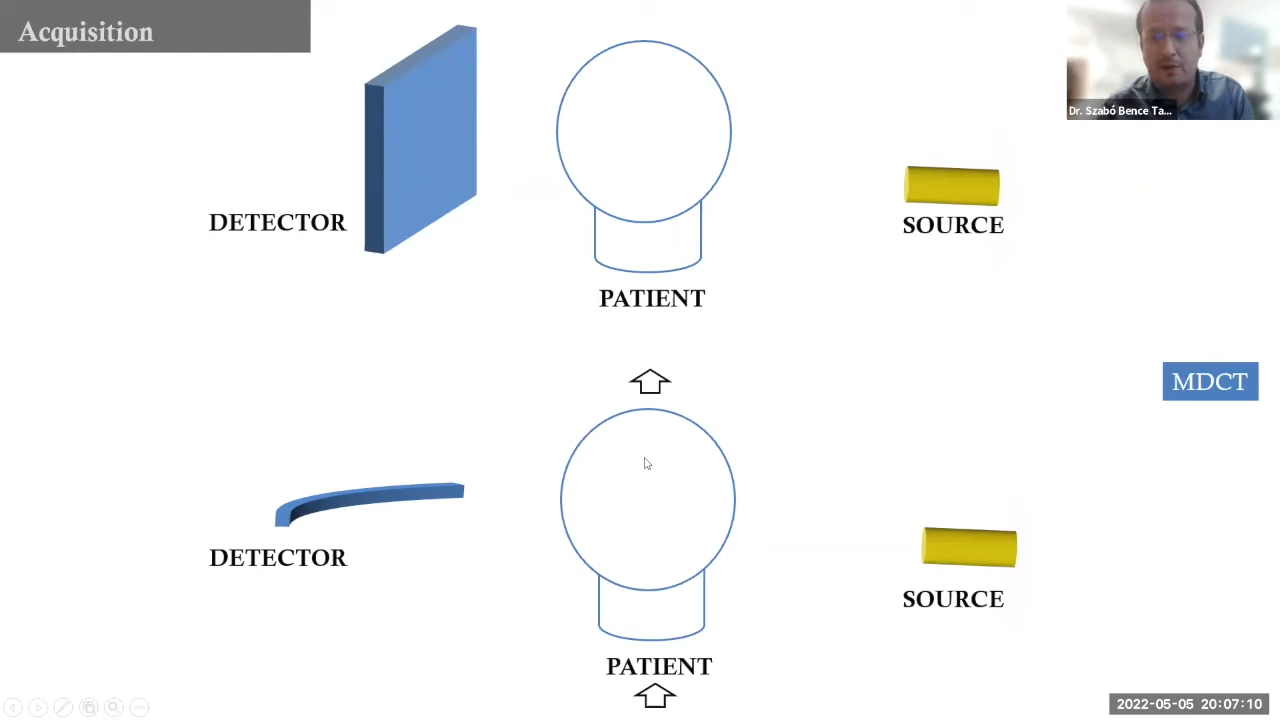 Acquisition
Dr. Szabó Bence Ta...
DETECTOR
SOURCE
PATIENT
MDCT
DETECTOR
SOURCE
PATIENT
2022-05-05 20:07:10